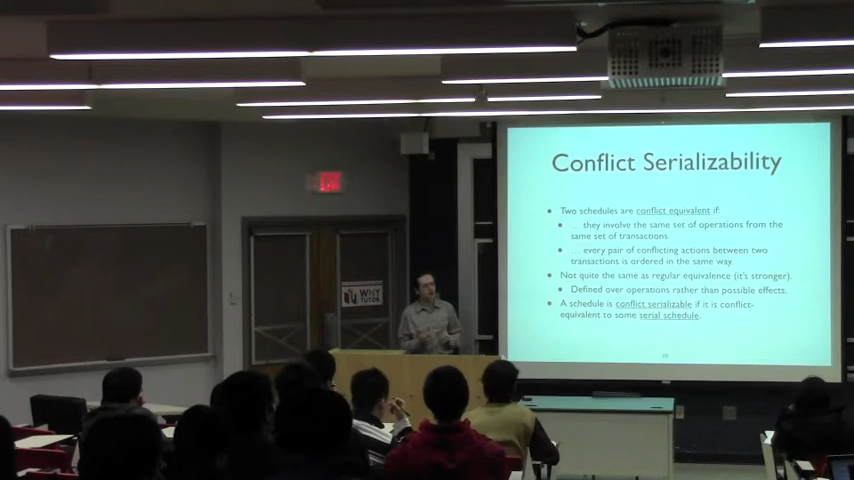 EXIT
WNY
TUTOR
Conflict Serializability
• Two schedules are conflict equivalent if:
• ... they involve the same set of operations from the
same set of transactions
• ... every pair of conflicting actions between two
transactions is ordered in the same way.
• Not quite the same as regular equivalence (it's stronger).
• Defined over operations rather than possible effects.
• A schedule is conflict serializable if it is conflict-
equivalent to some serial schedule.